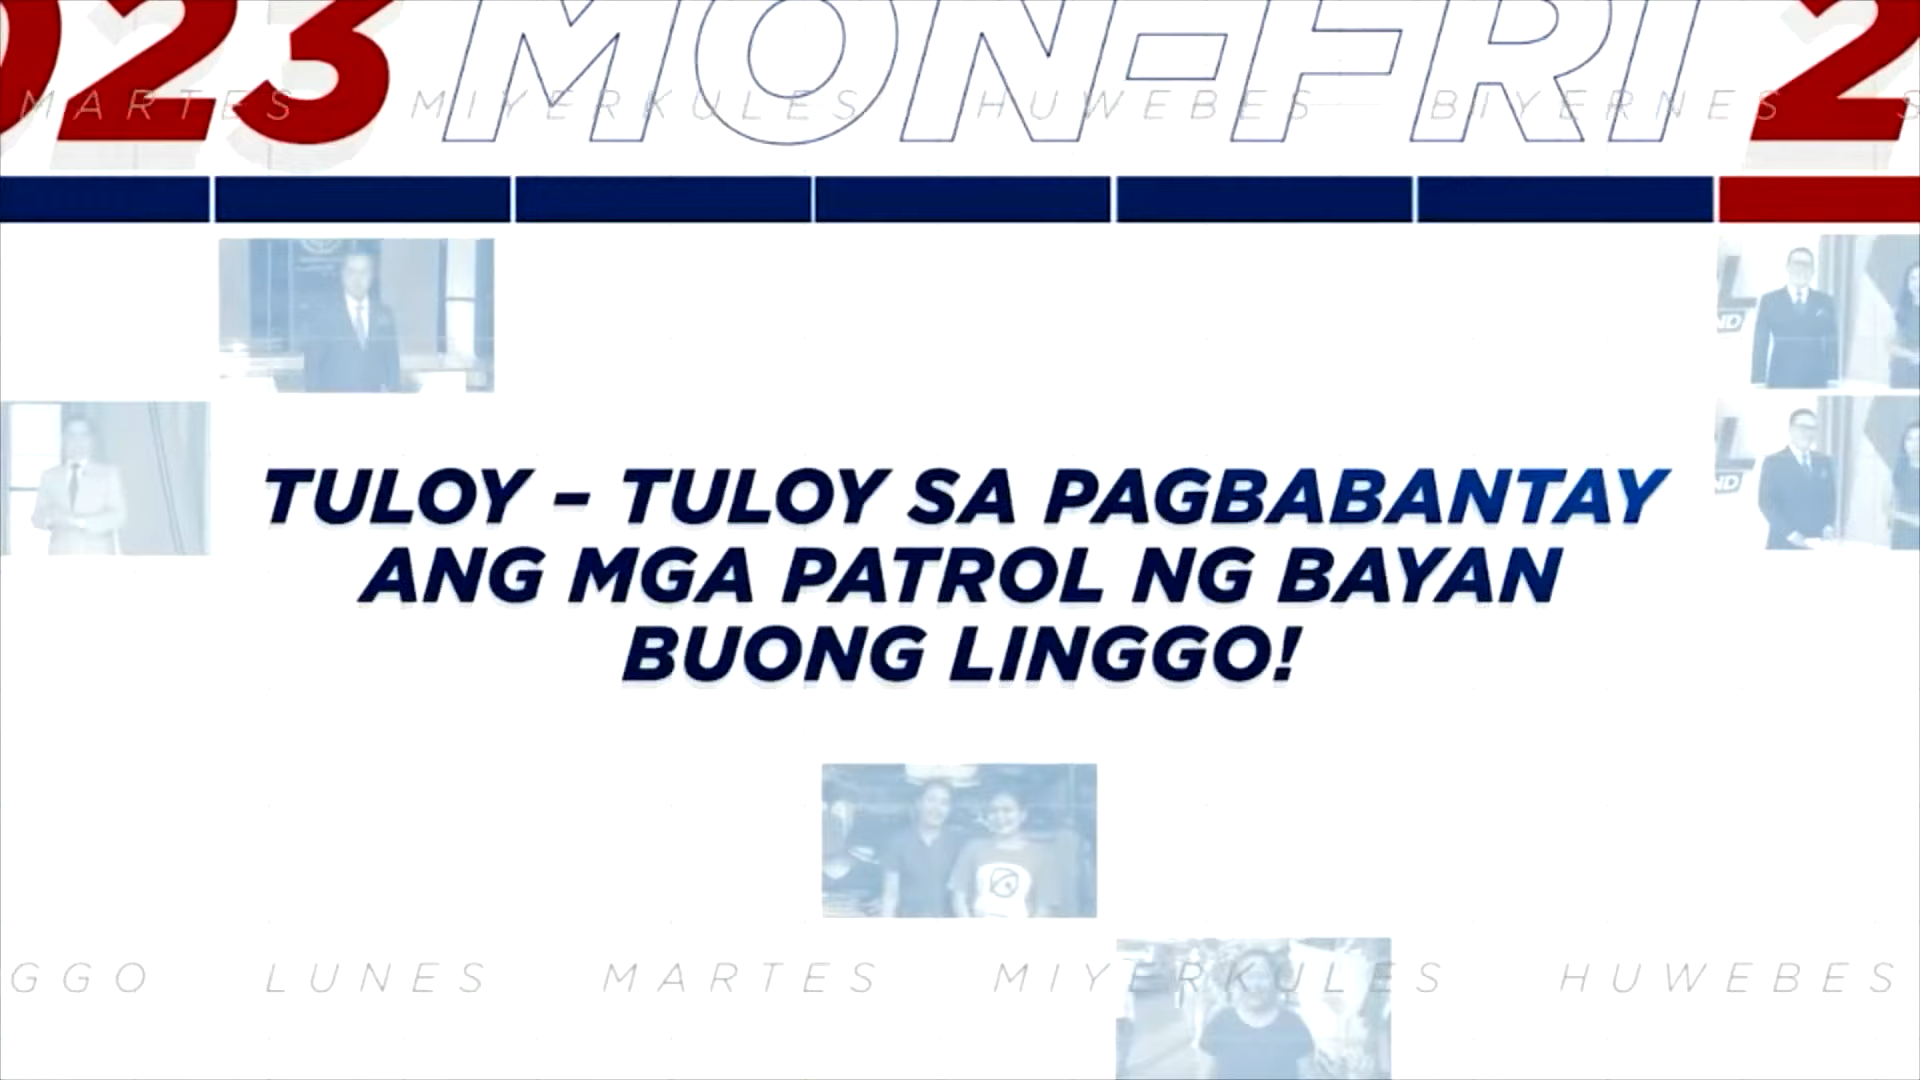 023 MON-FRI 2
MARTES MIYERKULES HUWEBES BIYERNES S
TULOY – TULOY SA PAGBABANTAY
ANG MGA PATROL NG BAYAN
BUONG LINGGO!
GGO LUNES MARTES MIYERKULES HUWEBES